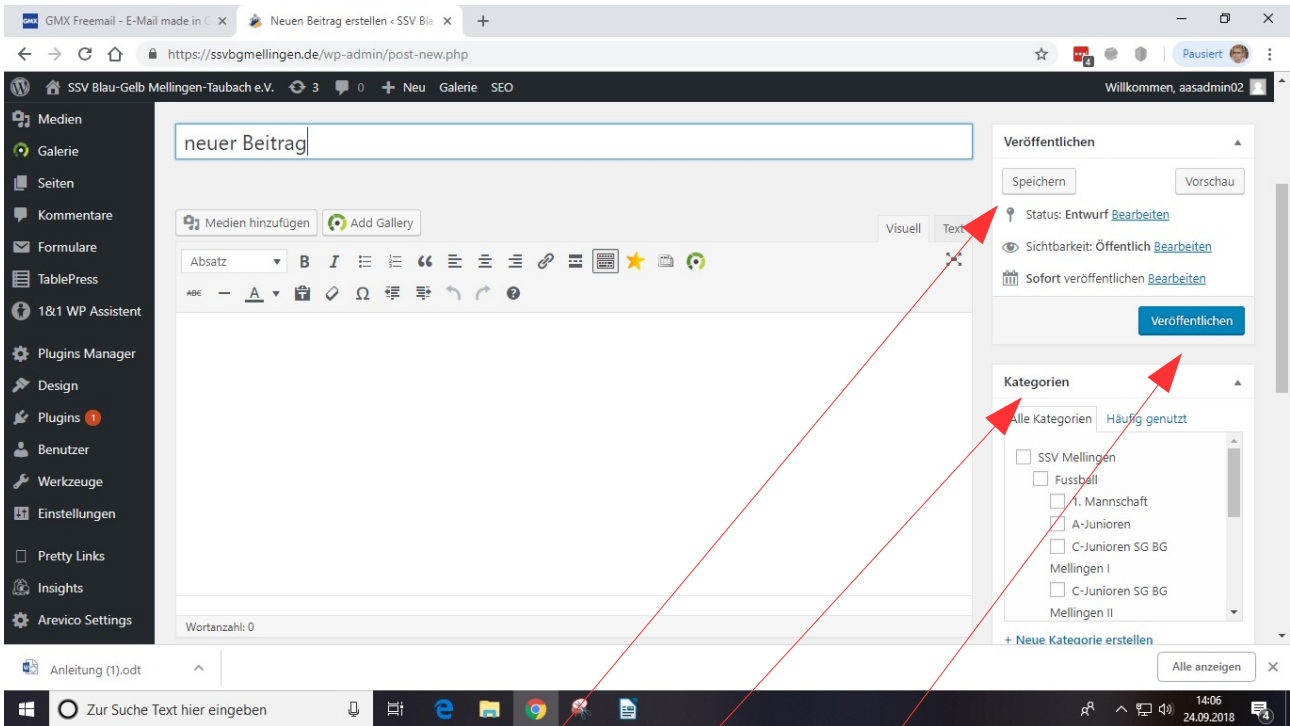 GMX Freemail - E-Mail made in G
Neuen Beitrag erstellen ‹ SSV Bla
https://ssvbgmellingen.de/wp-admin/post-new.php
4
Pausiert
SSV Blau-Gelb Mellingen-Taubach e.V. 3 0 + Neu Galerie SEO
Willkommen, aasadmin02
Medien
Galerie
Seiten
Kommentare
Formulare
TablePress
1&1 WP Assistent
Plugins Manager
Design
Plugins 1
Benutzer
Werkzeuge
Einstellungen
Pretty Links
Insights
Arevico Settings
neuer Beitrag
Medien hinzufügen
Add Gallery
Visuell
Text
Absatz
B I
ABC A Ω
Wortanzahl: 0
Veröffentlichen
Speichern
Vorschau
Status: Entwurf Bearbeiten
Sichtbarkeit: Öffentlich Bearbeiten
Sofort veröffentlichen Bearbeiten
Veröffentlichen
Kategorien
Alle Kategorien
Häufig genutzt
SSV Mellingen
Fussball
1. Mannschaft
A-Junioren
C-Junioren SG BG
Mellingen I
C-Junioren SG BG
Mellingen II
+ Neue Kategorie erstellen
Anleitung (1).odt
Alle anzeigen
Zur Suche Text hier eingeben
14:06
24.09.2018
4